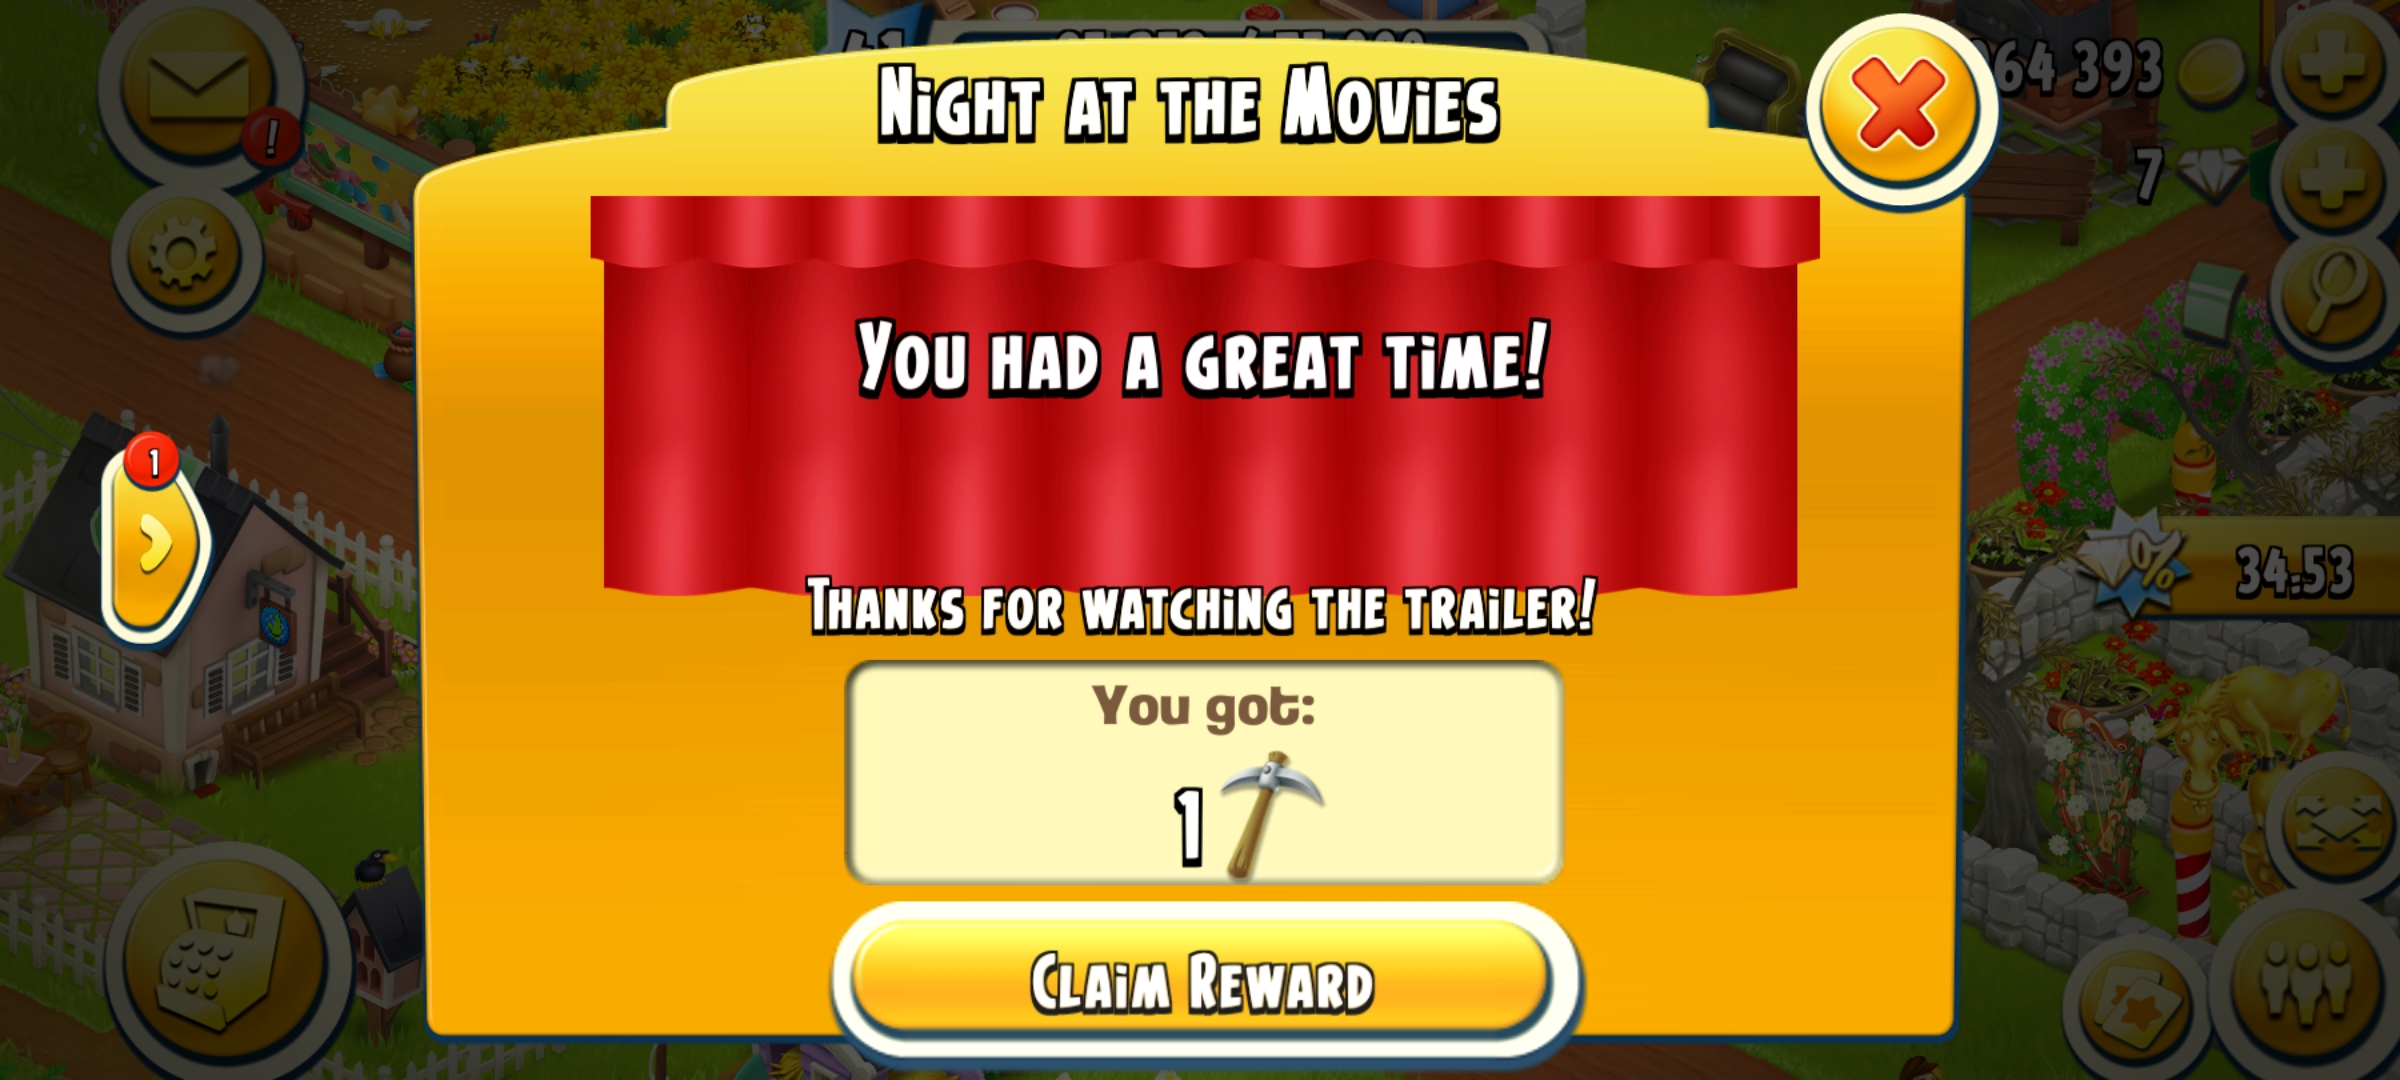 Night at the Movies
64 393
!
7
You had a great time!
1
%
34:53
Thanks for watching the trailer!
You got:
1
Claim Reward